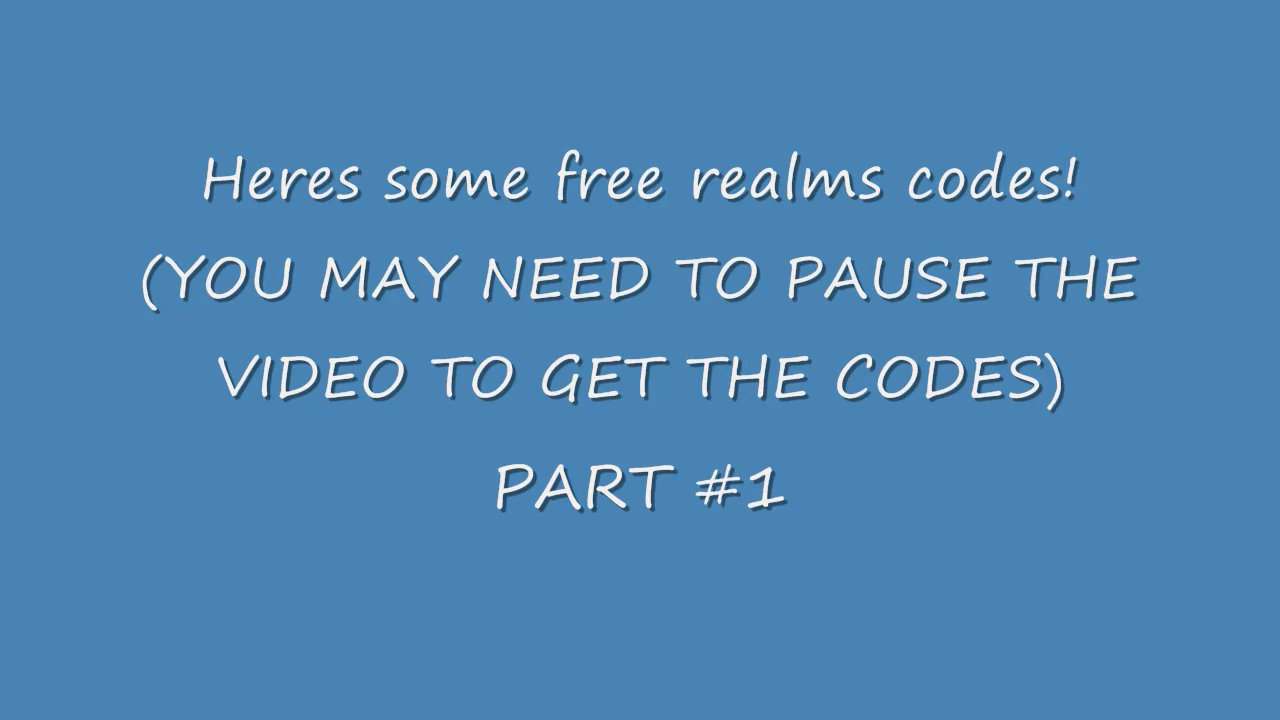 Heres some free realms codes!
(YOU MAY NEED TO PAUSE THE
VIDEO TO GET THE CODES)
PART #1